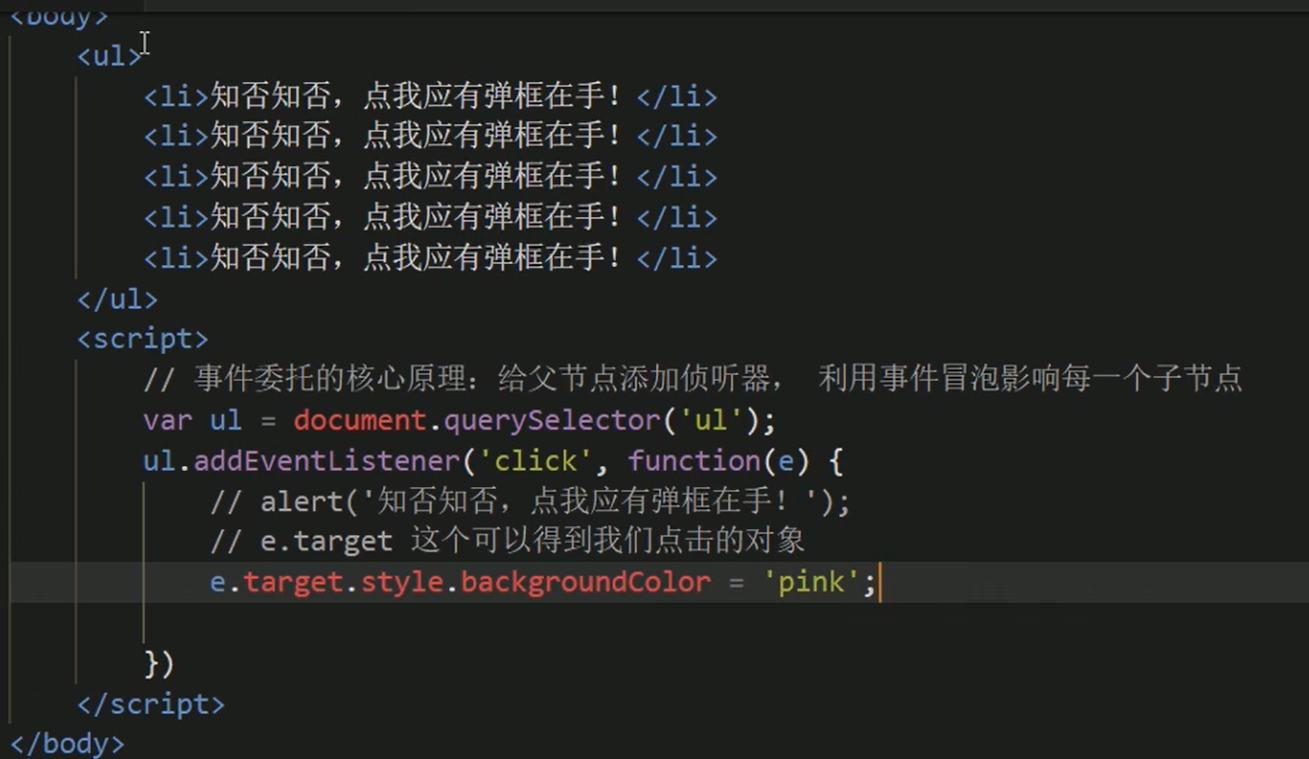 <body>
<ul>
<li>知否知否，点我应有弹框在手！</li>
<li>知否知否，点我应有弹框在手！</li>
<li>知否知否，点我应有弹框在手！</li>
<li>知否知否，点我应有弹框在手！</li>
<li>知否知否，点我应有弹框在手！</li>
</ul>
<script>
// 事件委托的核心原理：给父节点添加侦听器， 利用事件冒泡影响每一个子节点
var ul = document.querySelector('ul');
ul.addEventListener('click', function(e) {
// alert('知否知否，点我应有弹框在手！');
// e.target 这个可以得到我们点击的对象
e.target.style.backgroundColor = 'pink';
})
</script>
</body>